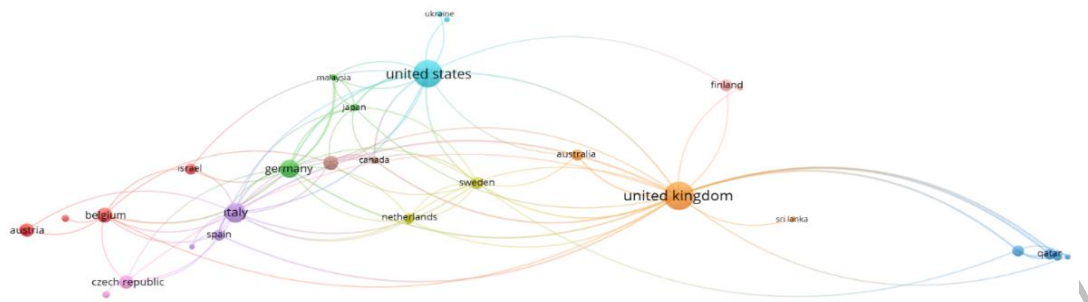 ukraine
united states
malaysia
finland
japan
canada
australia
israel
germany
sweden
united kingdom
belgium
italy
netherlands
sri lanka
austria
spain
qatar
czech republic